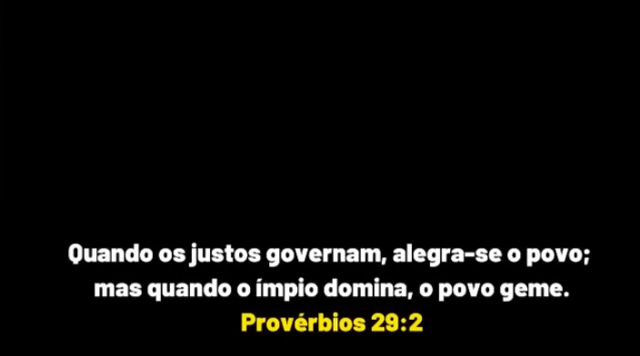 Quando os justos governam, alegra-se o povo;
mas quando o ímpio domina, o povo geme.
Provérbios 29:2